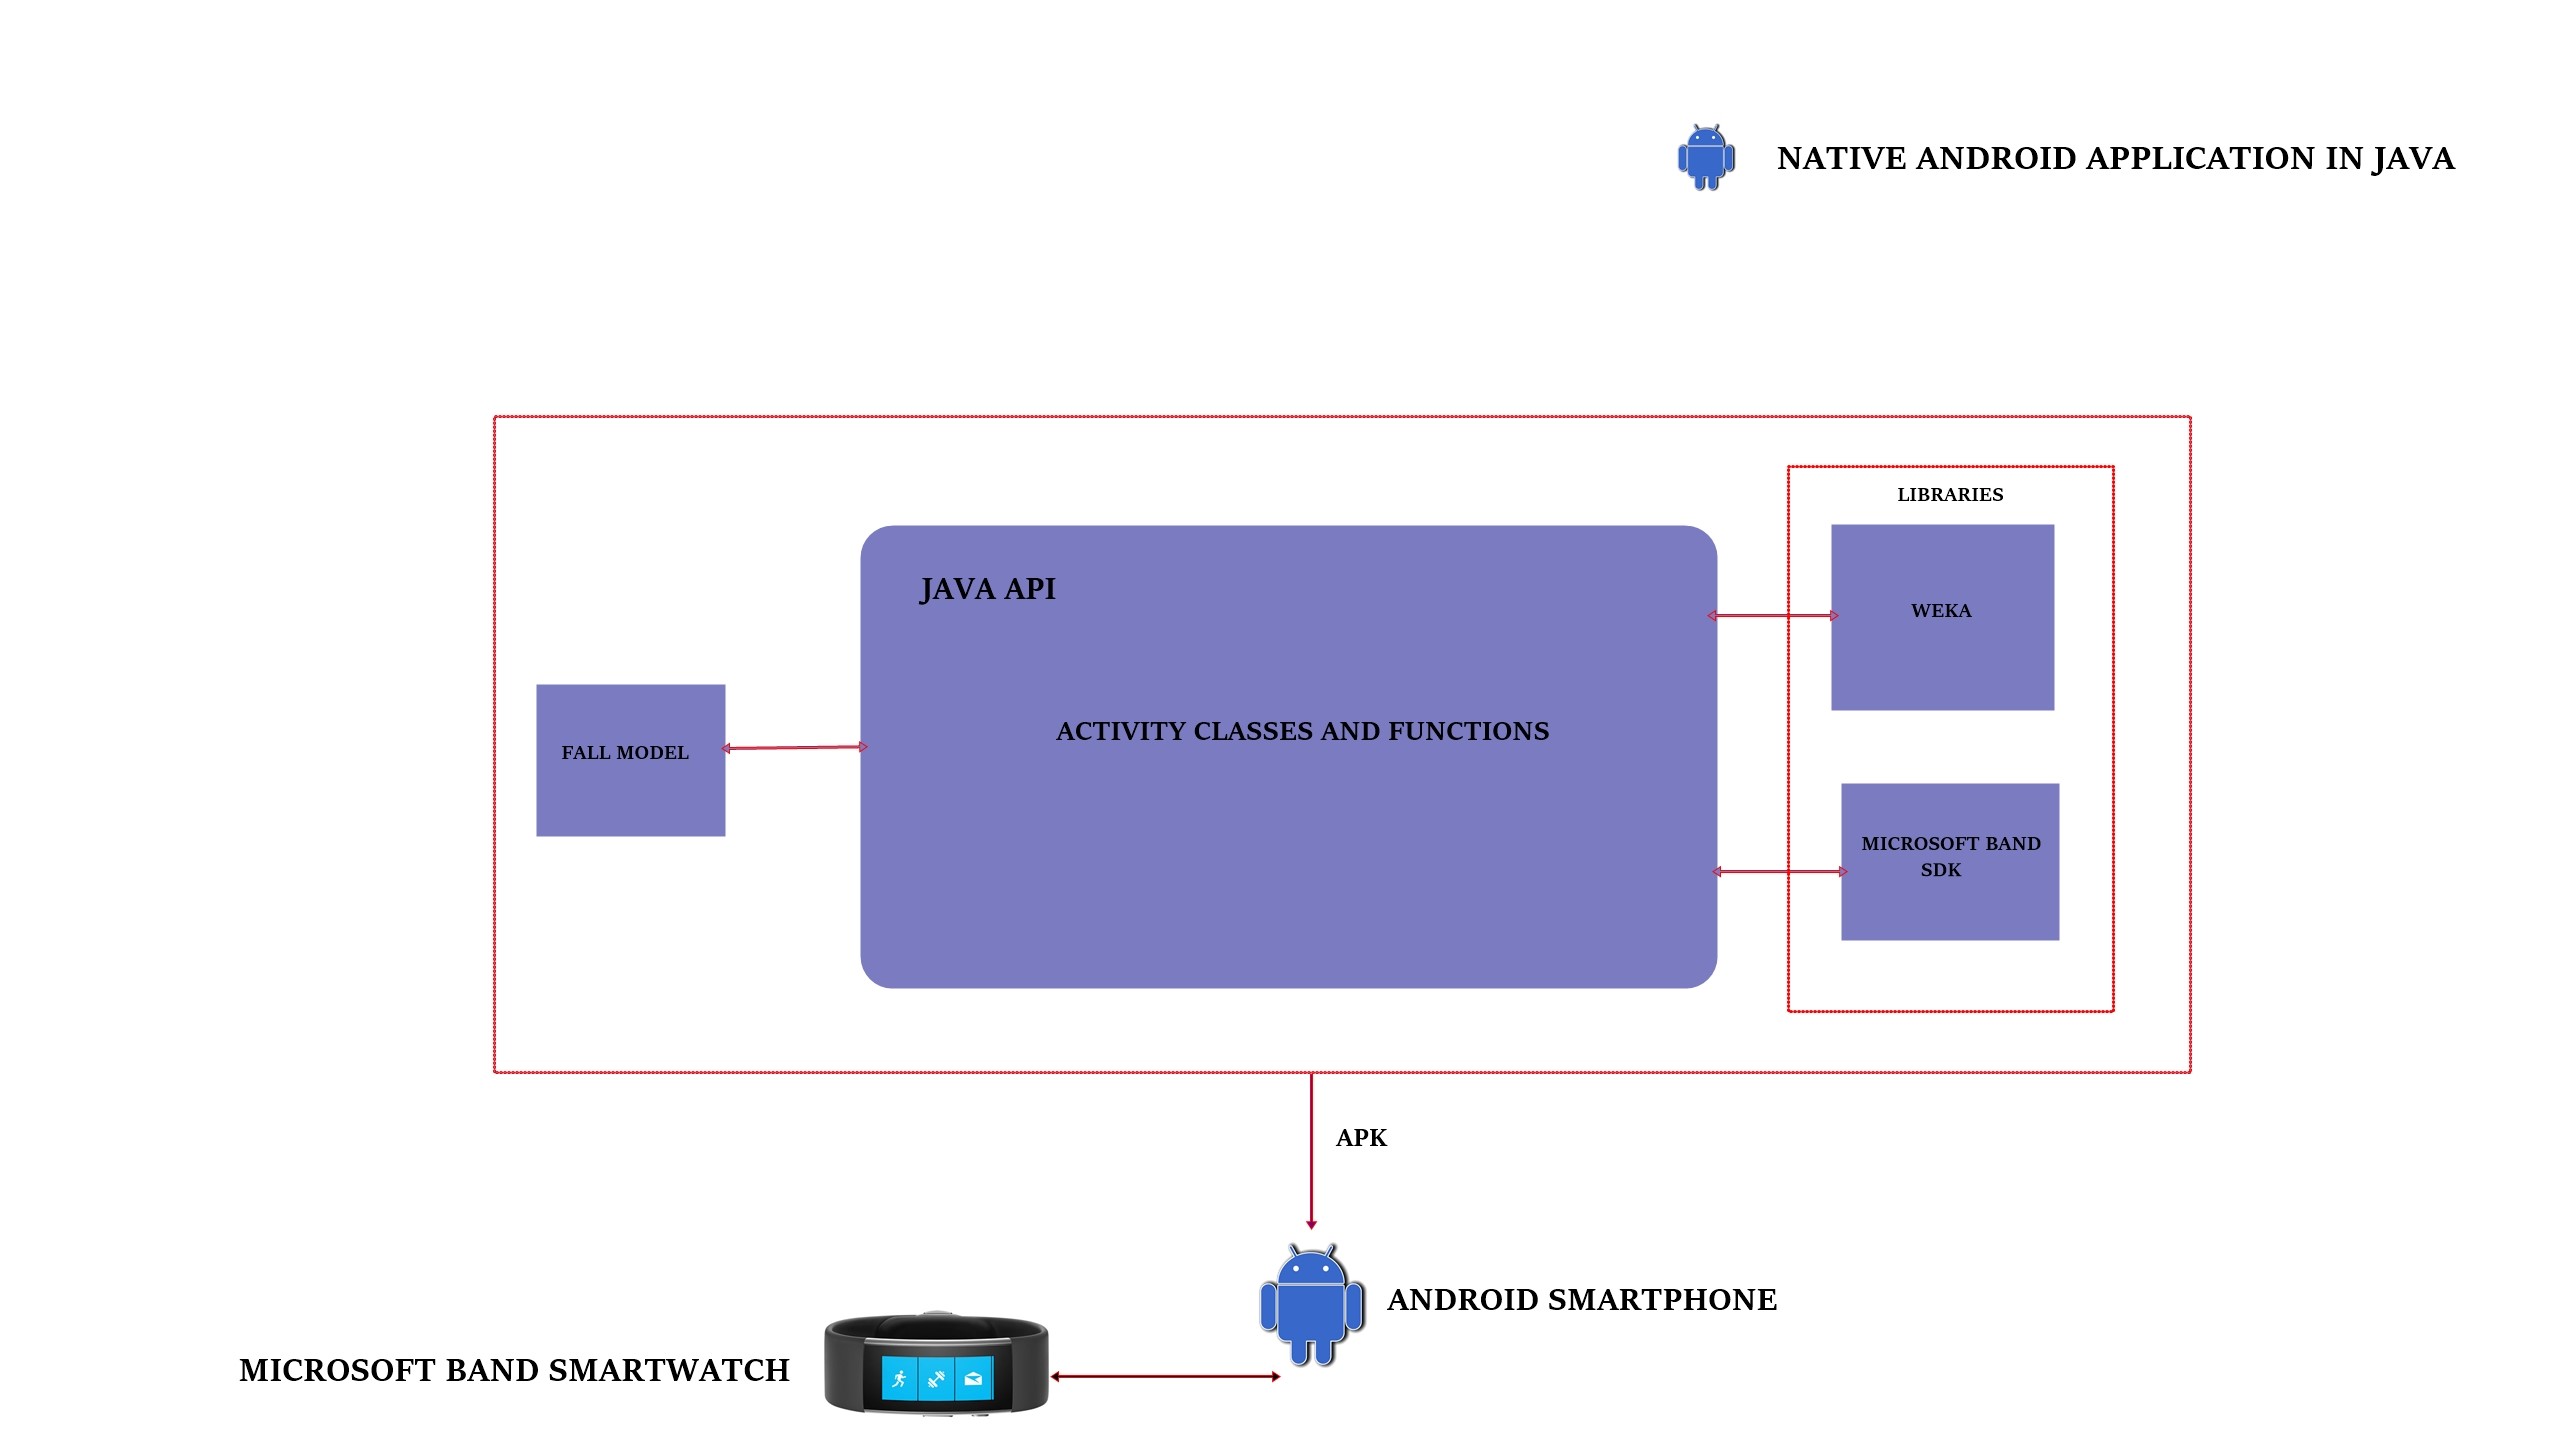 NATIVE ANDROID APPLICATION IN JAVA
LIBRARIES
JAVA API
WEKA
ACTIVITY CLASSES AND FUNCTIONS
FALL MODEL
MICROSOFT BAND
SDK
APK
ANDROID SMARTPHONE
MICROSOFT BAND SMARTWATCH